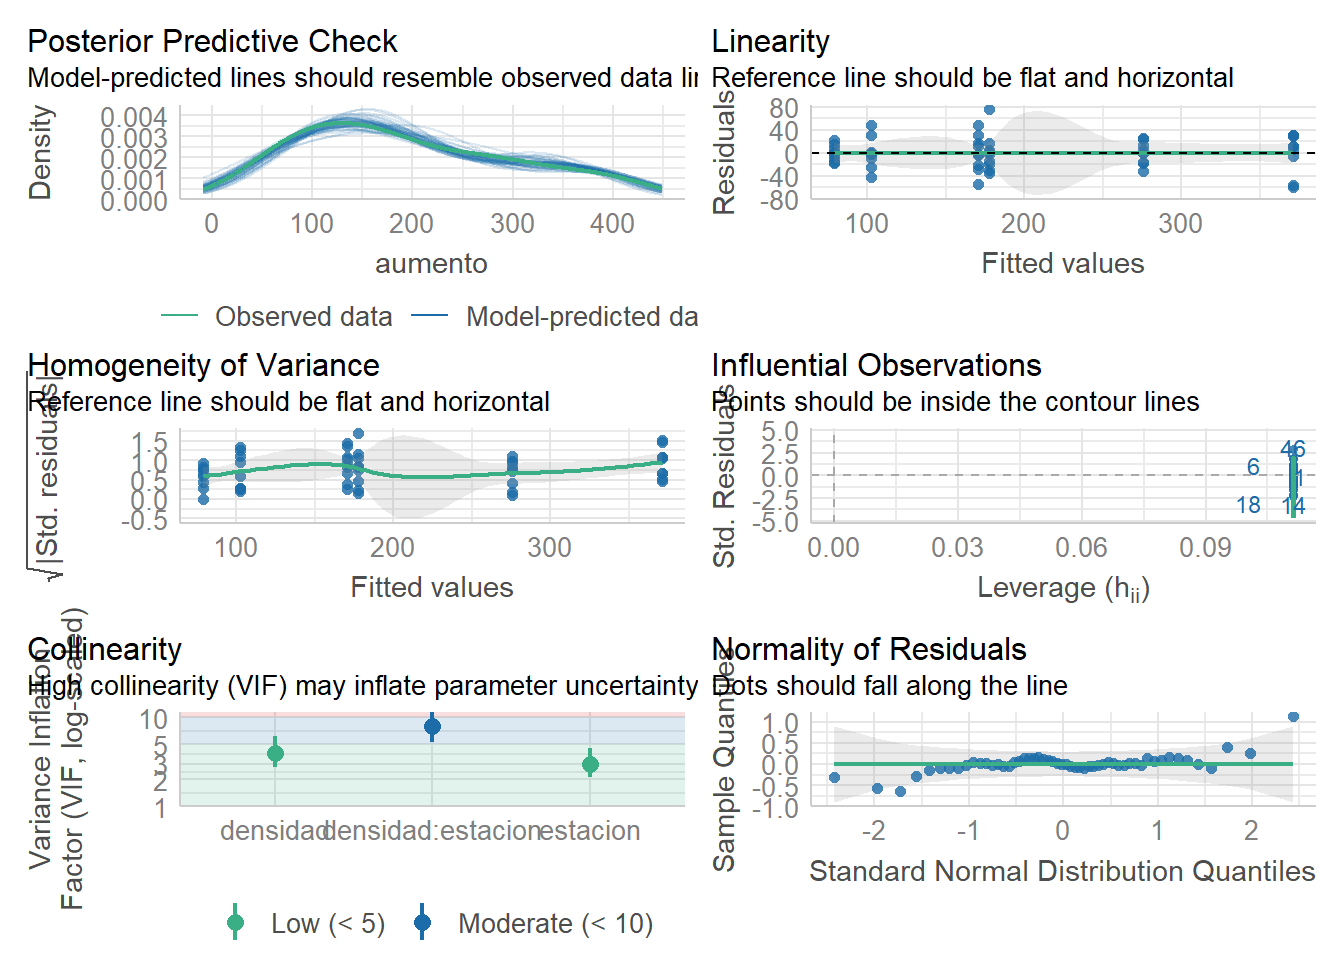 Posterior Predictive Check
Model-predicted lines should resemble observed data lin
Density
0.004
0.003
0.002
0.001
0.000
0 100 200 300 400
aumento
Observed data Model-predicted da
Linearity
Reference line should be flat and horizontal
Residuals
80
40
0
-40
-80
100 200 300
Fitted values
Homogeneity of Variance
Reference line should be flat and horizontal
√|Std. residuals|
1.5
1.0
0.5
0.0
-0.5
100 200 300
Fitted values
Influential Observations
Points should be inside the contour lines
Std. Residuals
5.0
2.5
0.0
-2.5
-5.0
46
6
1
18 14
0.00 0.03 0.06 0.09
Leverage (hii)
Collinearity
High collinearity (VIF) may inflate parameter uncertainty
Variance Inflation
Factor (VIF, log-scaled)
10
5
3
2
1
densidad densidad:estacion estacion
Low (< 5) Moderate (< 10)
Normality of Residuals
Dots should fall along the line
Sample Quantiles
1.0
0.5
0.0
-0.5
-1.0
-2 -1 0 1 2
Standard Normal Distribution Quantiles